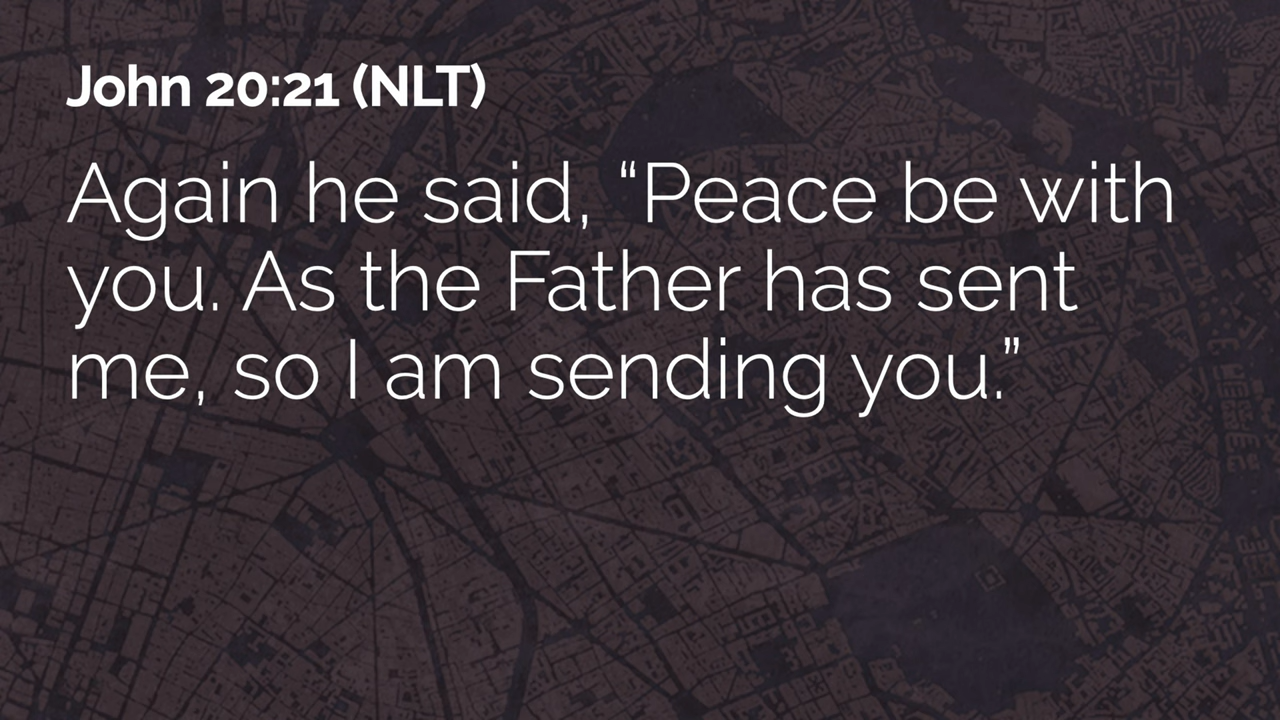 John 20:21 (NLT)
Again he said, “Peace be with
you. As the Father has sent
me, so I am sending you.”